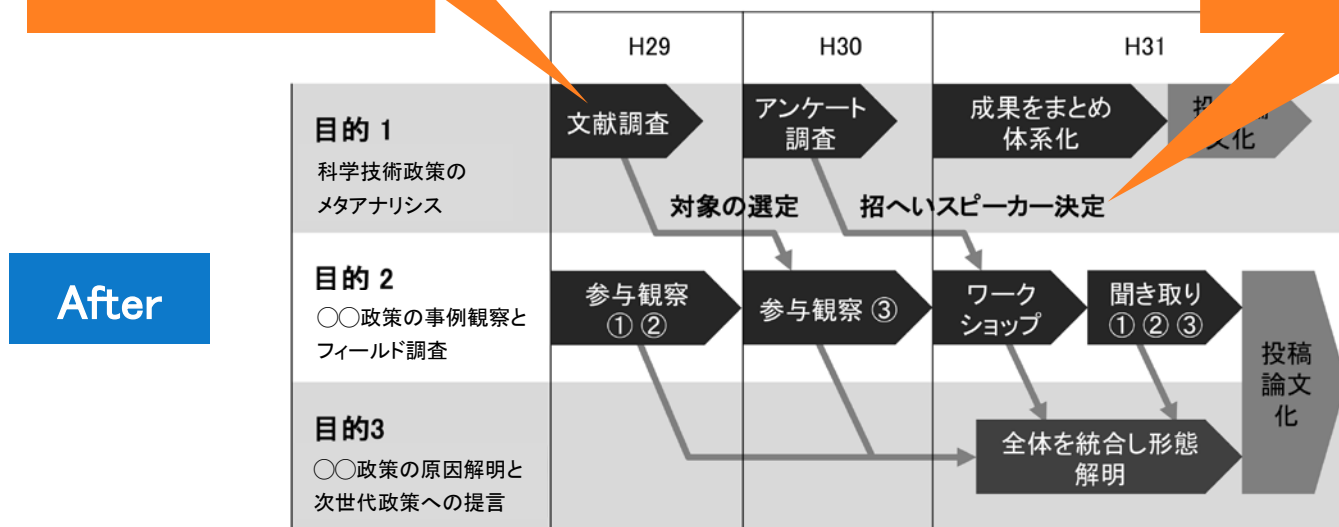 H29
H30
H31
目的 1
科学技術政策の
メタアナリシス
文献調査
アンケート
調査
成果をまとめ
体系化
文化
対象の選定
招へいスピーカー決定
After
目的 2
○○政策の事例観察と
フィールド調査
参与観察
① ②
参与観察 ③
ワーク
ショップ
聞き取り
① ② ③
投稿
論文
化
目的3
○○政策の原因解明と
次世代政策への提言
全体を統合し形態
解明